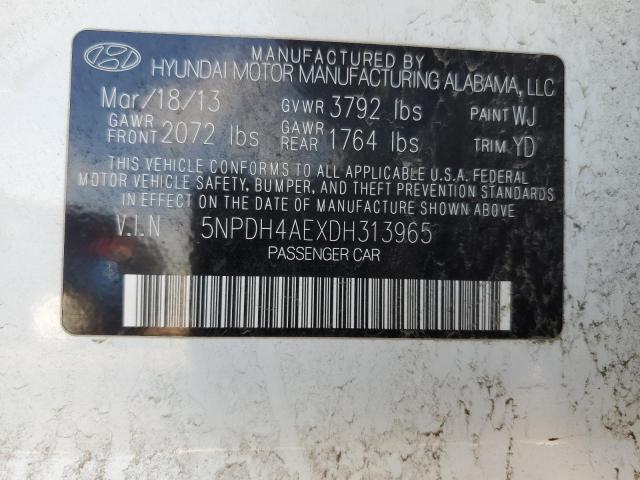 MANUFACTURED BY
HYUNDAI MOTOR MANUFACTURING ALABAMA, LLC
Mar/18/13 GVWR 3792 lbs PAINT WJ
GAWR FRONT 2072 lbs GAWR REAR 1764 lbs TRIM YD
THIS VEHICLE CONFORMS TO ALL APPLICABLE U.S.A. FEDERAL
MOTOR VEHICLE SAFETY, BUMPER, AND THEFT PREVENTION STANDARDS
IN EFFECT ON THE DATE OF MANUFACTURE SHOWN ABOVE
V.I.N 5NPDH4AEXDH313965
PASSENGER CAR